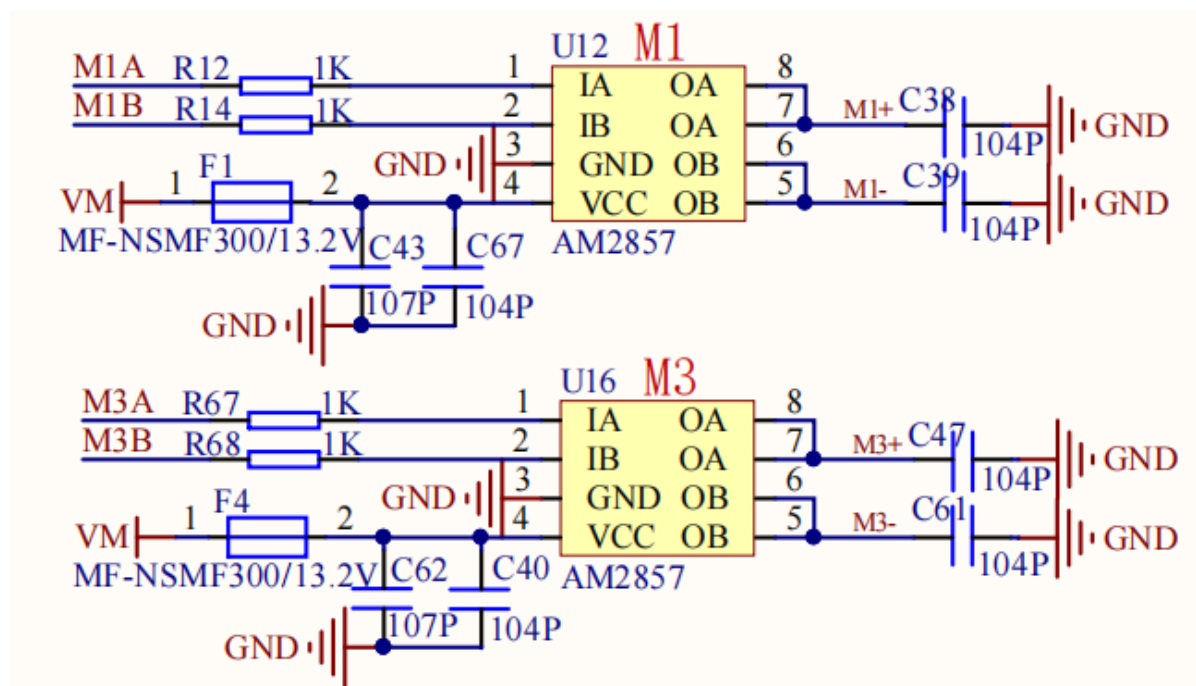 U12 M1
M1A R12 1K 1 IA OA 8
M1B R14 1K 2 IB OA 7 M1+ C38 104P GND
GND 3 GND OB 6
VM 1 F1 2 4 VCC OB 5 M1- C39 104P GND
MF-NSMF300/13.2V AM2857
C43 C67
107P 104P
GND
U16 M3
M3A R67 1K 1 IA OA 8
M3B R68 1K 2 IB OA 7 M3+ C47 104P GND
GND 3 GND OB 6
VM 1 F4 2 4 VCC OB 5 M3- C61 104P GND
MF-NSMF300/13.2V AM2857
C62 C40
107P 104P
GND